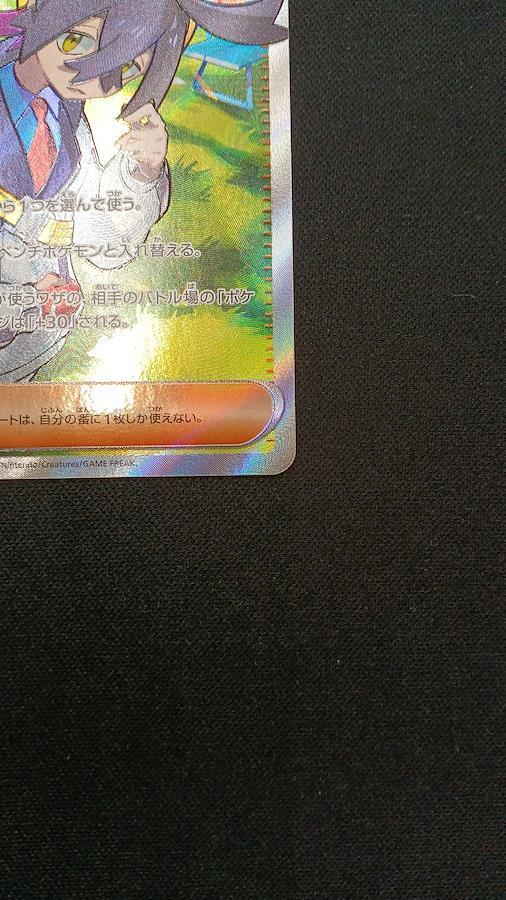 ら1つを選んで使う。
ベンチポケモンと入れ替える。
が使うワザの、相手のバトル場の「ポケ
ジは「+30」される。
ートは、自分の番に1枚しか使えない。
Nintendo/Creatures/GAME FREAK.